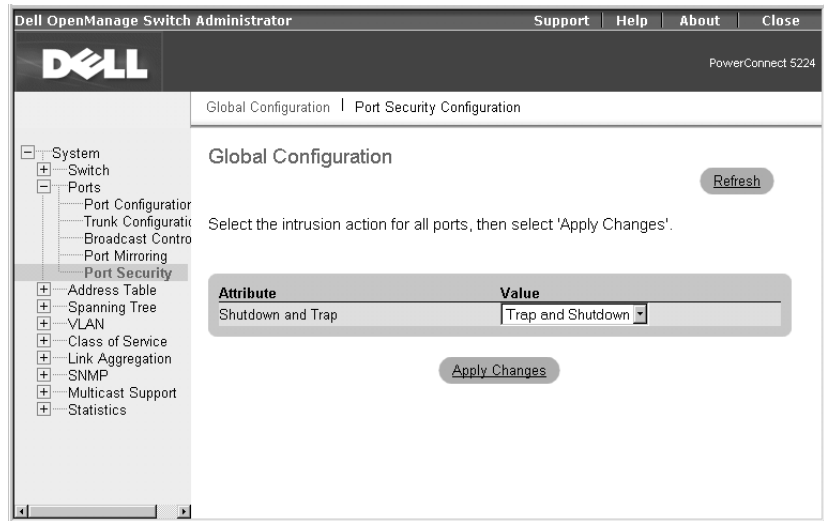 Dell OpenManage Switch Administrator Support Help About Close
DELL
PowerConnect 5224
Global Configuration Port Security Configuration
System
Switch
Ports
Port Configuration
Trunk Configuratic
Broadcast Contro
Port Mirroring
Port Security
Address Table
Spanning Tree
VLAN
Class of Service
Link Aggregation
SNMP
Multicast Support
Statistics
Global Configuration
Refresh
Select the intrusion action for all ports, then select 'Apply Changes'.
Attribute Value
Shutdown and Trap Trap and Shutdown
Apply Changes